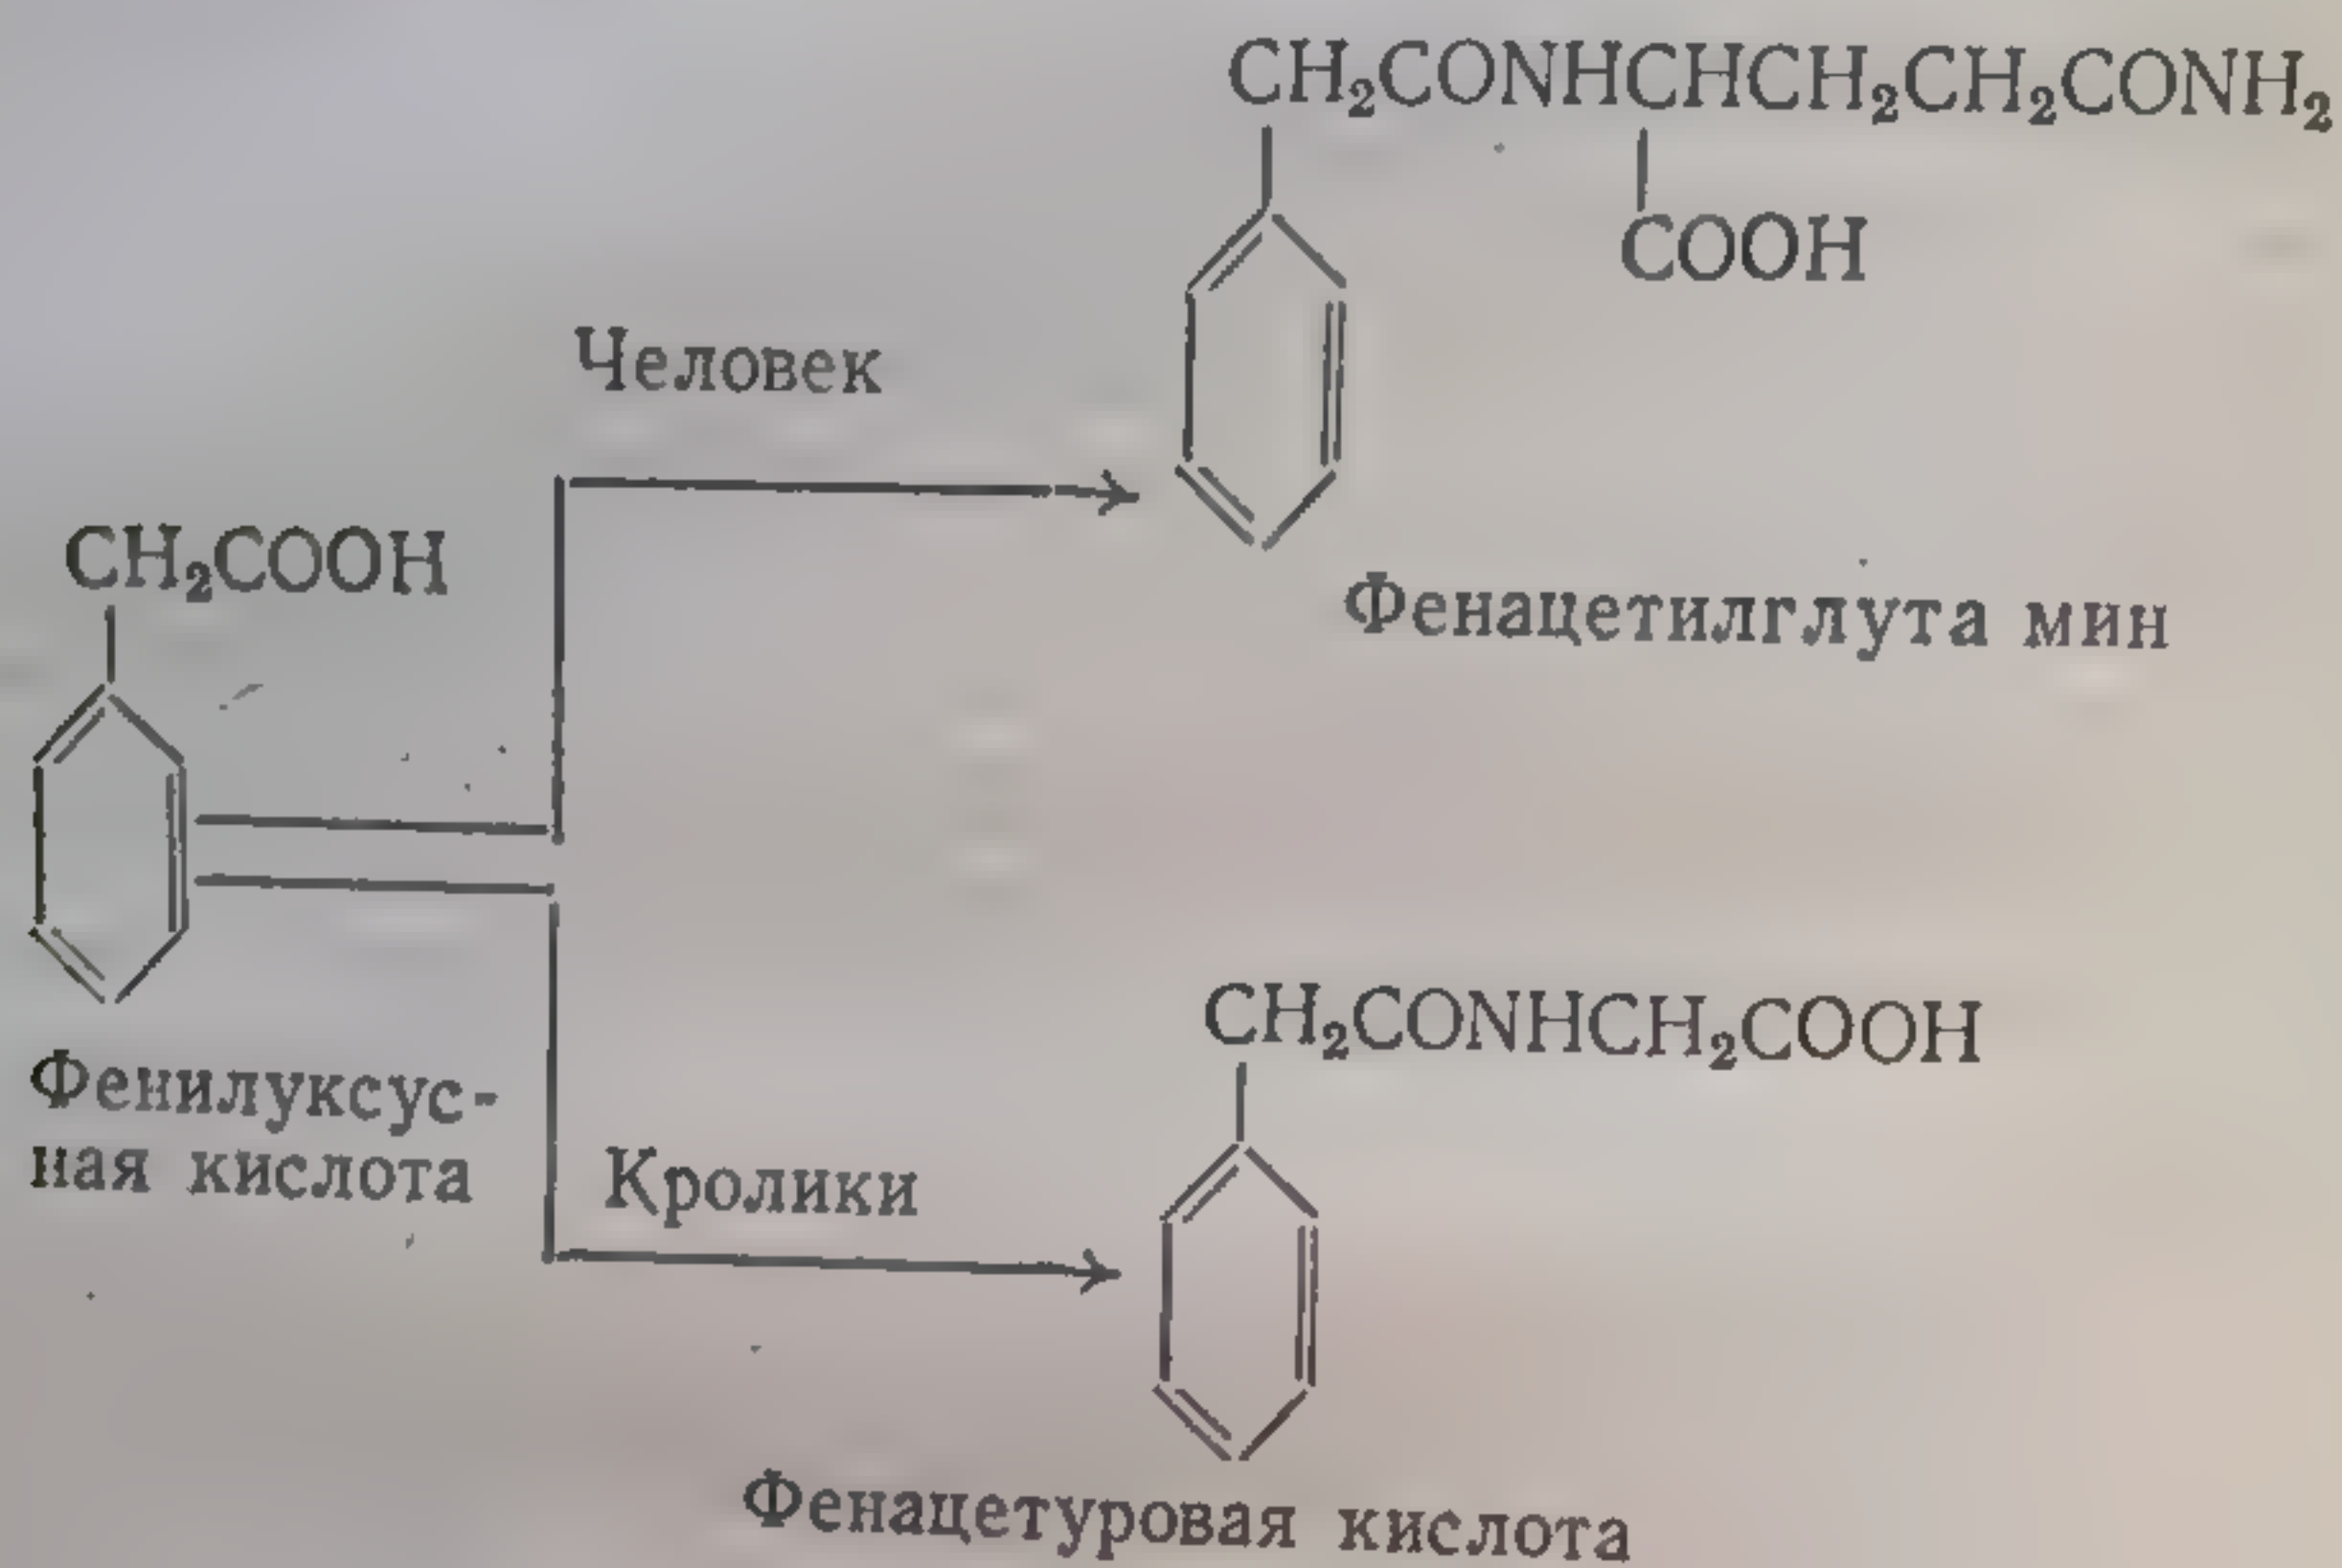 CH₂CONHCHCH₂CH₂CONH₂
COOH
Человек
CH₂COOH
Фенацетилглута мин
CH₂CONHCH₂COOH
Фенилуксус-
ная кислота
Кролики
Фенацетуровая кислота